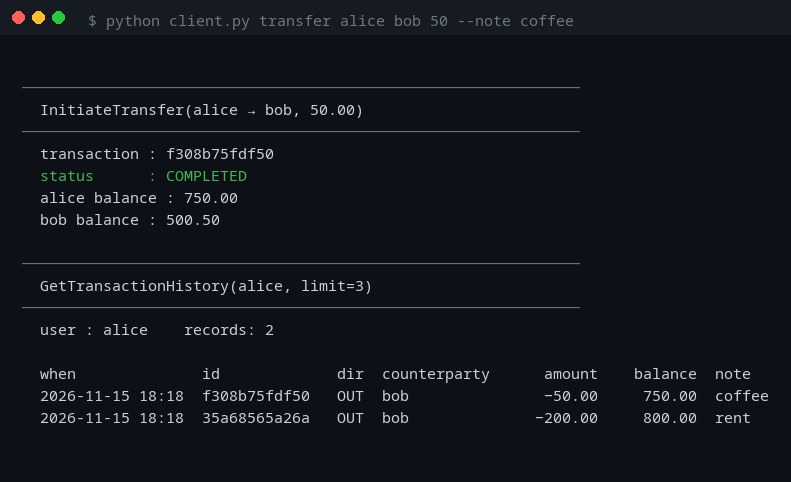 $ python client.py transfer alice bob 50 --note coffee
InitiateTransfer(alice → bob, 50.00)
transaction : f308b75fdf50
status      : COMPLETED
alice balance : 750.00
bob balance : 500.50
GetTransactionHistory(alice, limit=3)
user : alice    records: 2
when              id             dir  counterparty      amount    balance  note
2026-11-15 18:18  f308b75fdf50   OUT  bob               −50.00     750.00  coffee
2026-11-15 18:18  35a68565a26a   OUT  bob              −200.00     800.00  rent